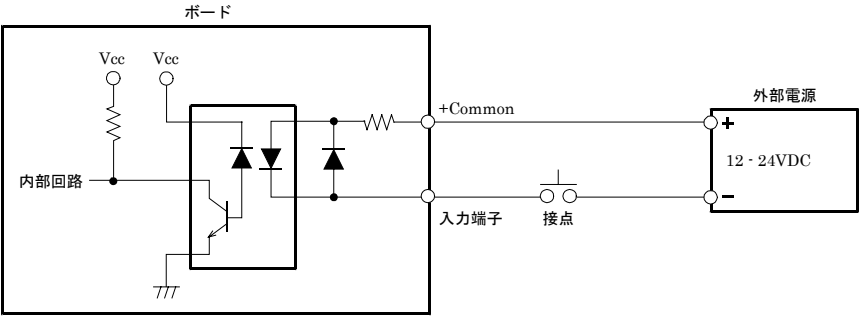 ボード
Vcc
Vcc
+Common
外部電源
+
12 - 24VDC
内部回路
-
入力端子
接点